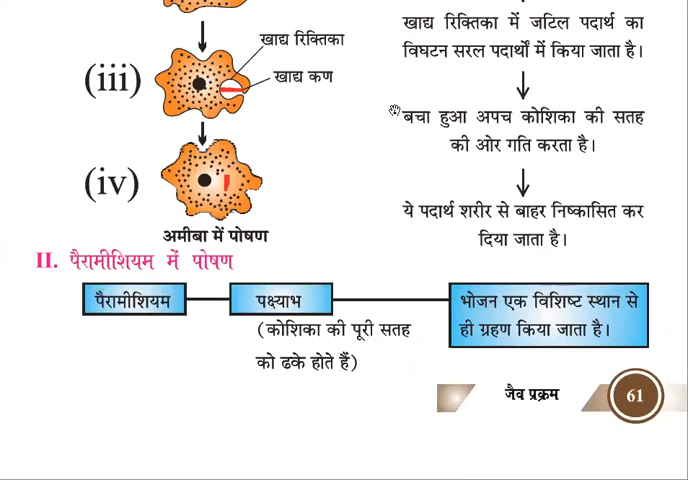 खाद्य रिक्तिका में जटिल पदार्थ का
विघटन सरल पदार्थों में किया जाता है।
खाद्य रिक्तिका
(iii)
खाद्य कण
बचा हुआ अपच कोशिका की सतह
की ओर गति करता है।
(iv)
ये पदार्थ शरीर से बाहर निष्कासित कर
दिया जाता है।
अमीबा में पोषण
II. पैरामीशियम में पोषण
पैरामीशियम
पक्ष्याभ
(कोशिका की पूरी सतह
को ढके होते हैं)
भोजन एक विशिष्ट स्थान से
ही ग्रहण किया जाता है।
जैव प्रक्रम
61